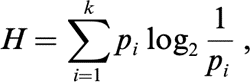 H = \sum_{i=1}^{k} p_i \log_2 \frac{1}{p_i} ,